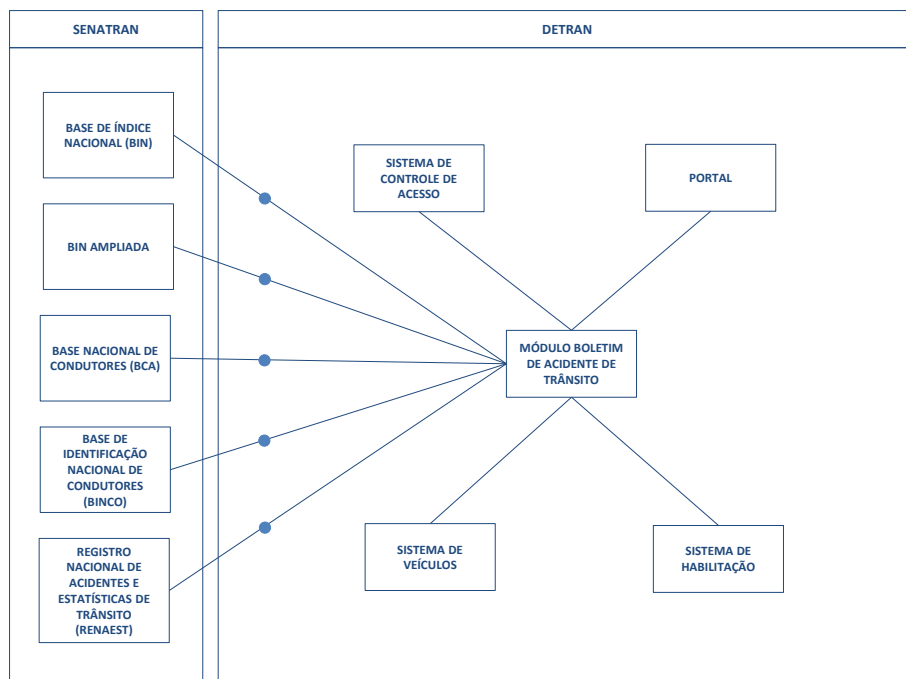 SENATRAN
DETRAN
BASE DE ÍNDICE
NACIONAL (BIN)
BIN AMPLIADA
BASE NACIONAL DE
CONDUTORES (BCA)
BASE DE
IDENTIFICAÇÃO
NACIONAL DE
CONDUTORES
(BINCO)
REGISTRO
NACIONAL DE
ACIDENTES E
ESTATÍSTICAS DE
TRÂNSITO
(RENAEST)
SISTEMA DE
CONTROLE DE
ACESSO
PORTAL
MÓDULO BOLETIM
DE ACIDENTE DE
TRÂNSITO
SISTEMA DE
VEÍCULOS
SISTEMA DE
HABILITAÇÃO